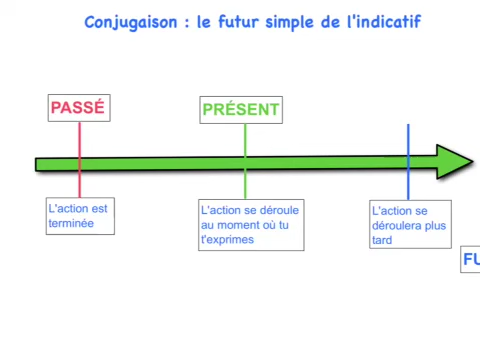 Conjugaison : le futur simple de l'indicatif
PASSÉ
PRÉSENT
L'action est
terminée
L'action se déroule
au moment où tu
t'exprimes
L'action se
déroulera plus
tard
FU